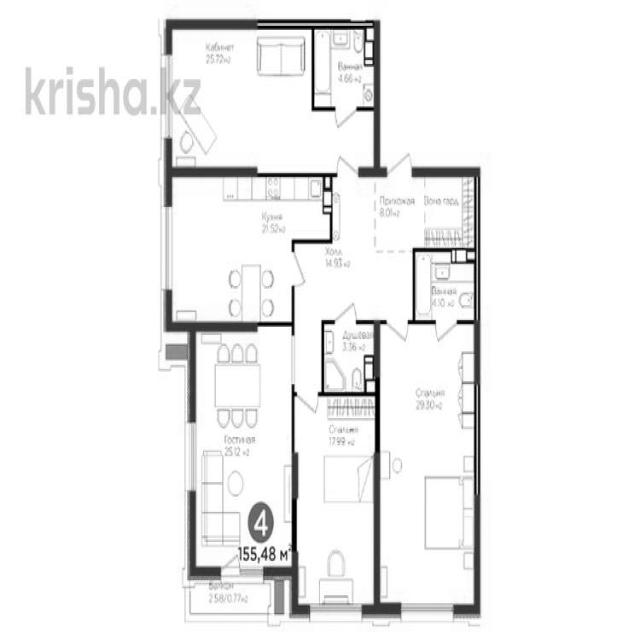 Кабинет
25.72 м2
Ванная
4.66 м2
krisha.kz
Прихожая
8.01 м2
Зона гард.
Кухня
21.52 м2
Холл
14.93 м2
Ванная
4.10 м2
Душевая
3.36 м2
Спальня
29.30 м2
Спальня
17.99 м2
Гостиная
25.12 м2
4
155,48 м2
Балкон
2.58/0.77 м2